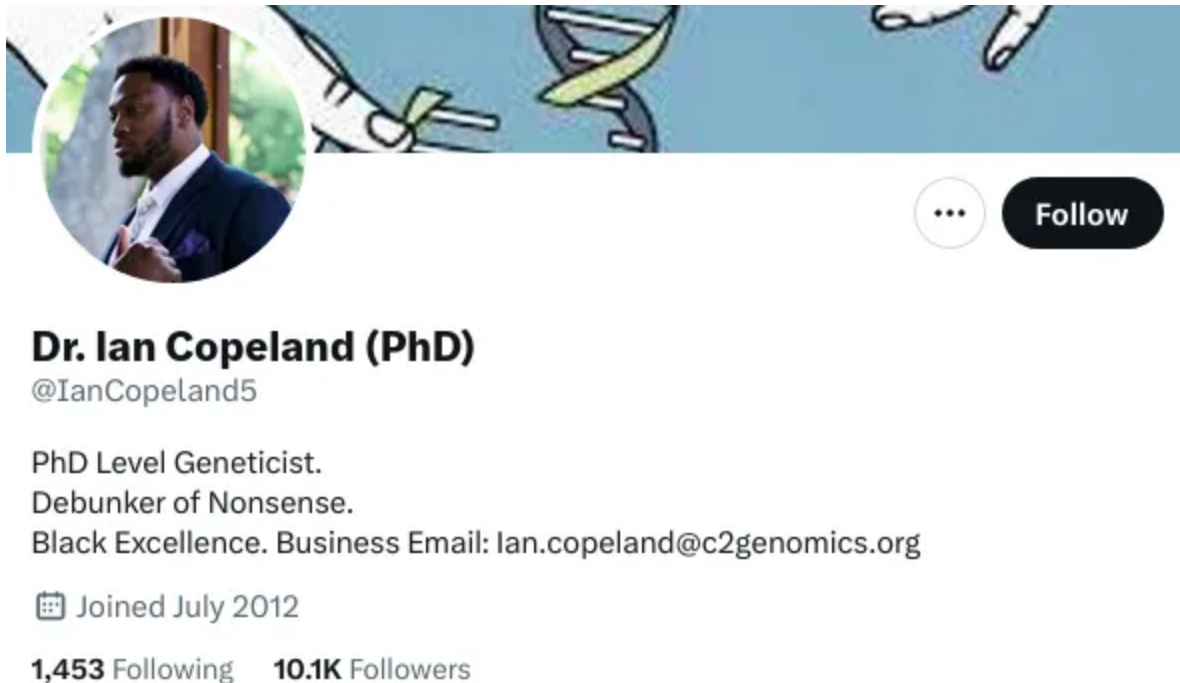 Follow
Dr. Ian Copeland (PhD)
@IanCopeland5
PhD Level Geneticist.
Debunker of Nonsense.
Black Excellence. Business Email: Ian.copeland@c2genomics.org
Joined July 2012
1,453 Following 10.1K Followers